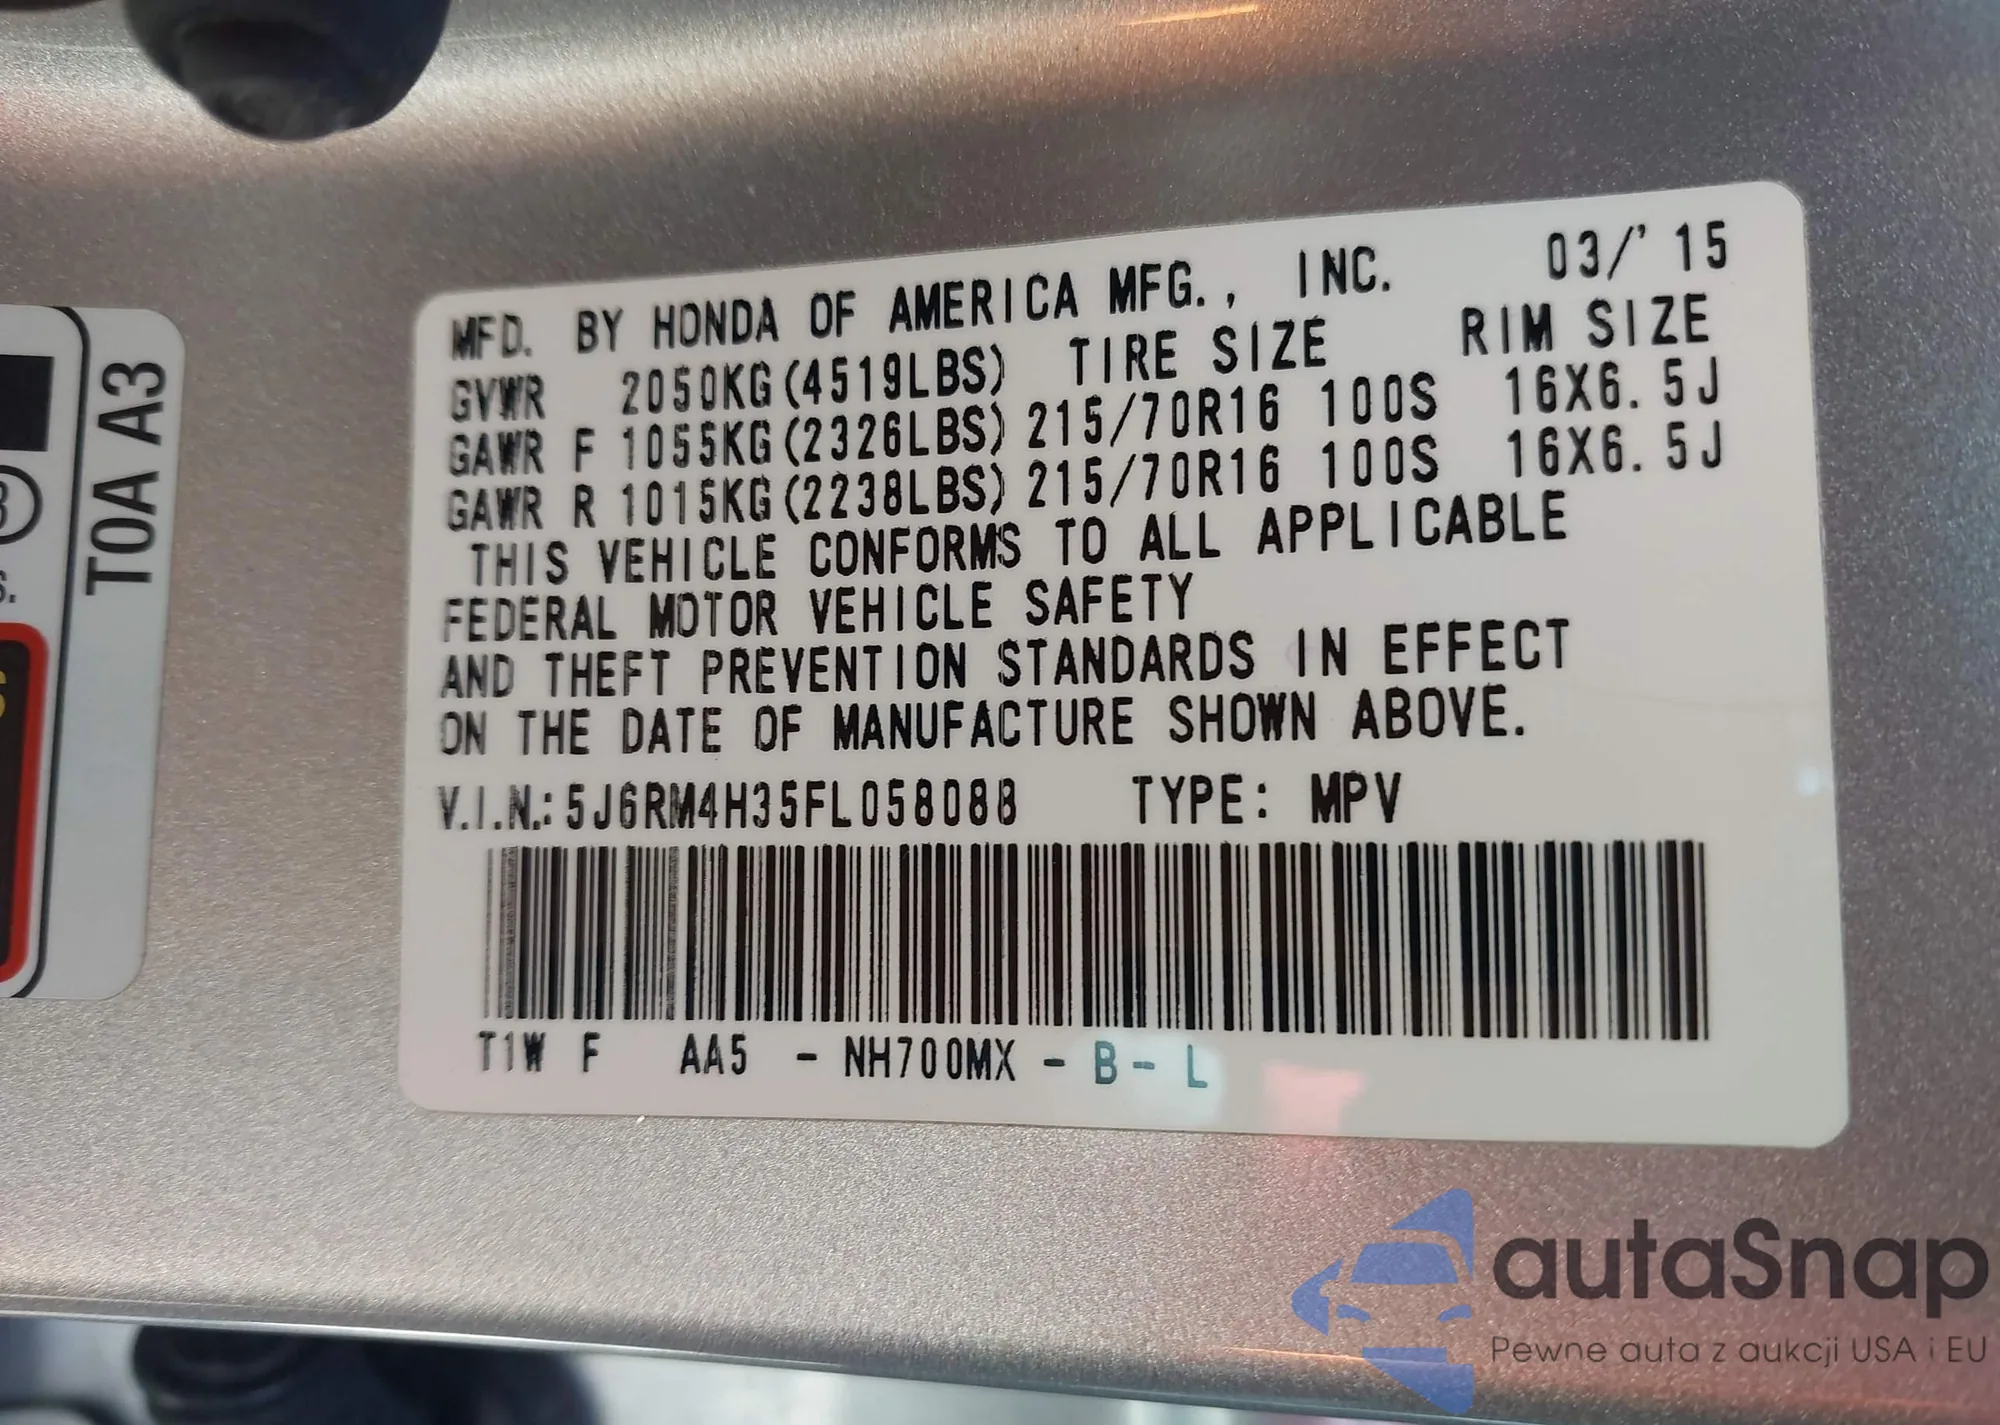 T0A A3
MFD. BY HONDA OF AMERICA MFG., INC. 03/'15
GVWR 2050KG(4519LBS) TIRE SIZE RIM SIZE
GAWR F 1055KG(2326LBS) 215/70R16 100S 16X6.5J
GAWR R 1015KG(2238LBS) 215/70R16 100S 16X6.5J
THIS VEHICLE CONFORMS TO ALL APPLICABLE
FEDERAL MOTOR VEHICLE SAFETY
AND THEFT PREVENTION STANDARDS IN EFFECT
ON THE DATE OF MANUFACTURE SHOWN ABOVE.
V.I.N.: 5J6RM4H35FL058088 TYPE: MPV
T1W F AA5 - NH700MX - B - L
autaSnap
Pewne auta z aukcji USA i EU